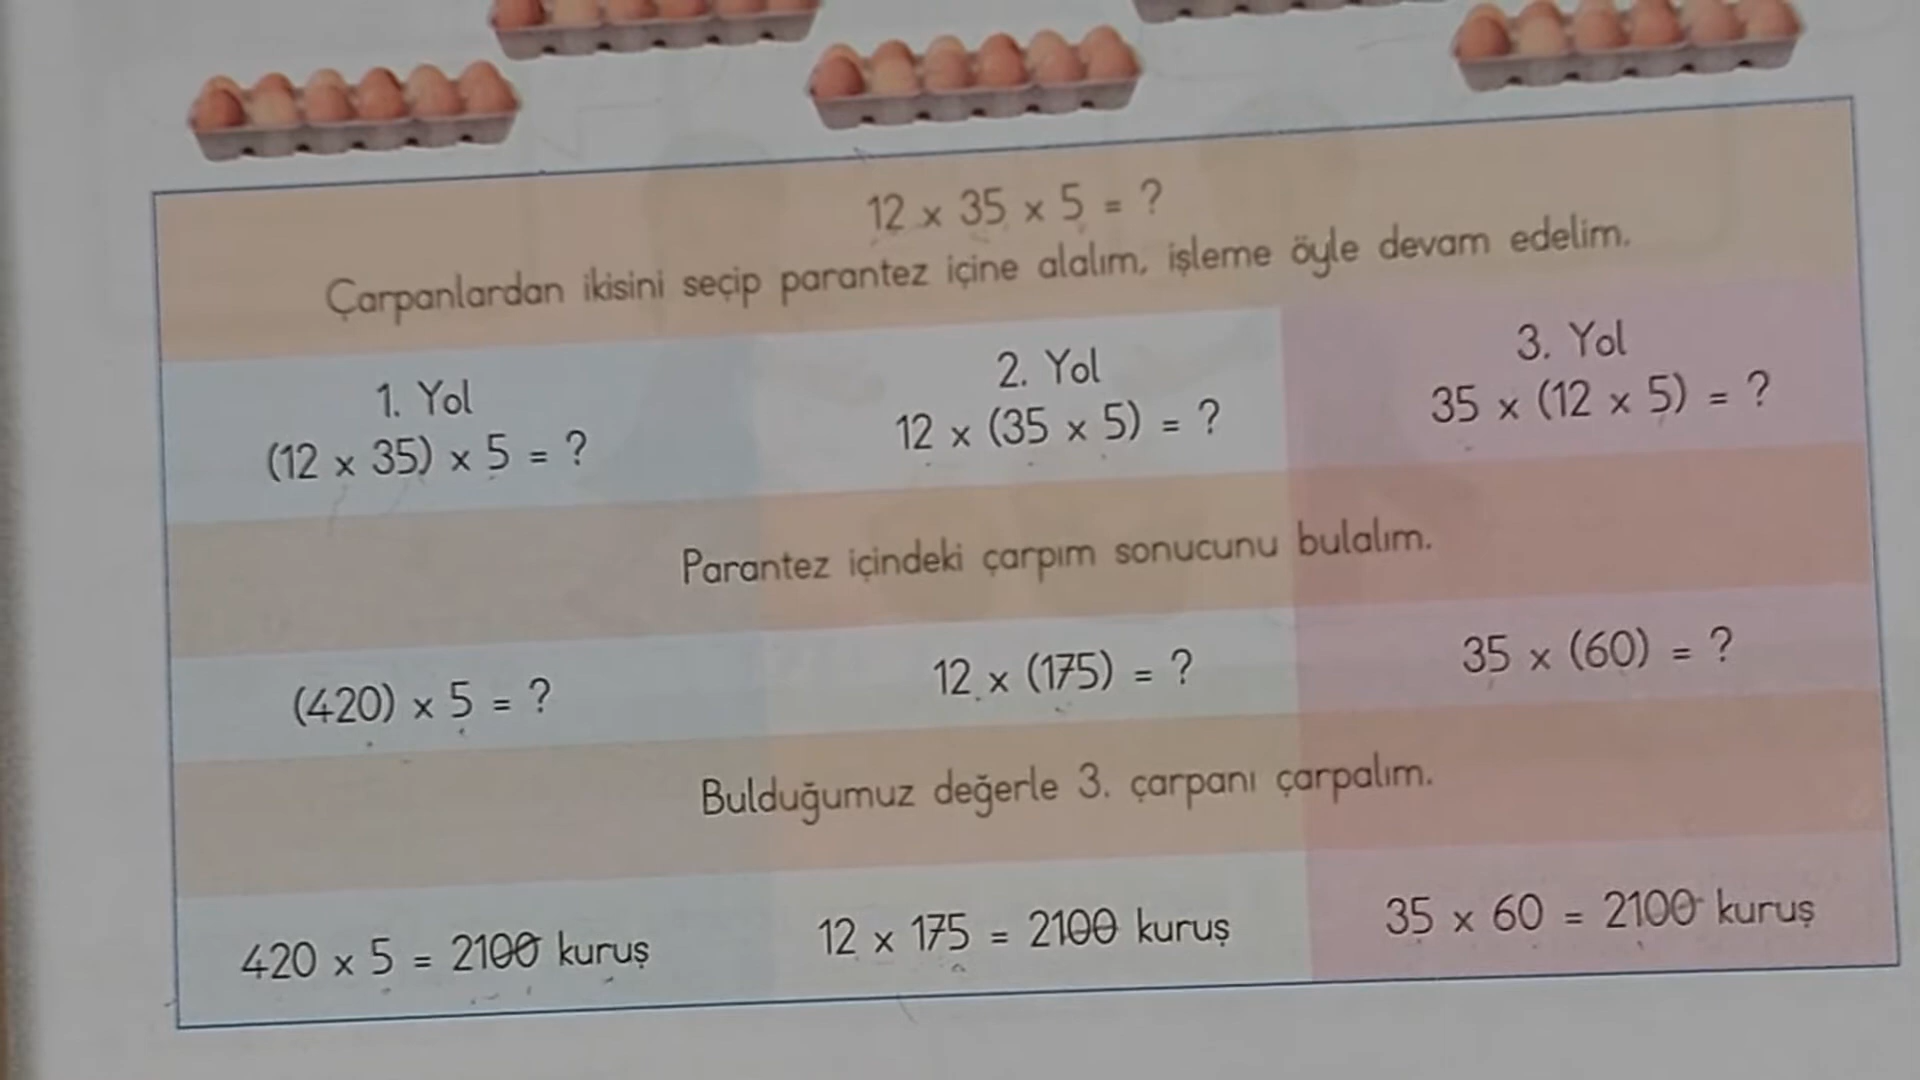 12 x 35 x 5 = ?
Çarpanlardan ikisini seçip parantez içine alalım, işleme öyle devam edelim.
1. Yol
(12 x 35) x 5 = ?
2. Yol
12 x (35 x 5) = ?
3. Yol
35 x (12 x 5) = ?
Parantez içindeki çarpım sonucunu bulalım.
(420) x 5 = ?
12 x (175) = ?
35 x (60) = ?
Bulduğumuz değerle 3. çarpanı çarpalım.
420 x 5 = 2100 kuruş
12 x 175 = 2100 kuruş
35 x 60 = 2100 kuruş